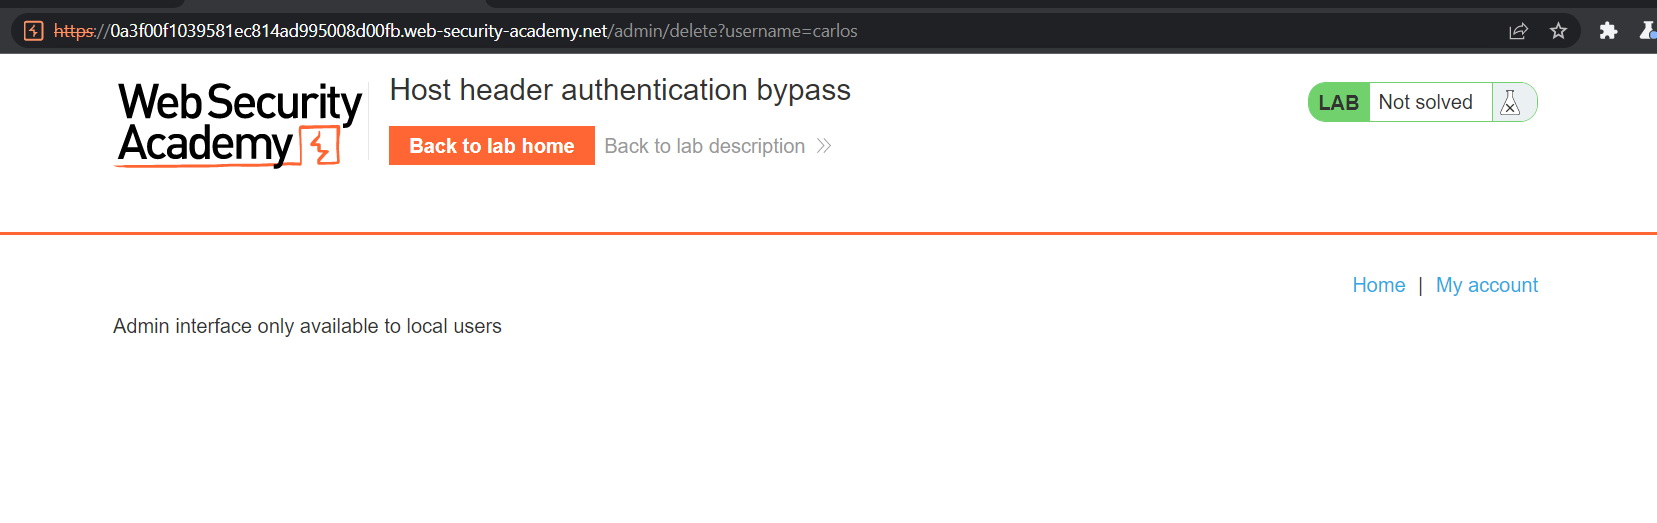 https://0a3f00f1039581ec814ad995008d00fb.web-security-academy.net/admin/delete?username=carlos
Web Security
Academy
Host header authentication bypass
Back to lab home
Back to lab description
LAB
Not solved
Home | My account
Admin interface only available to local users